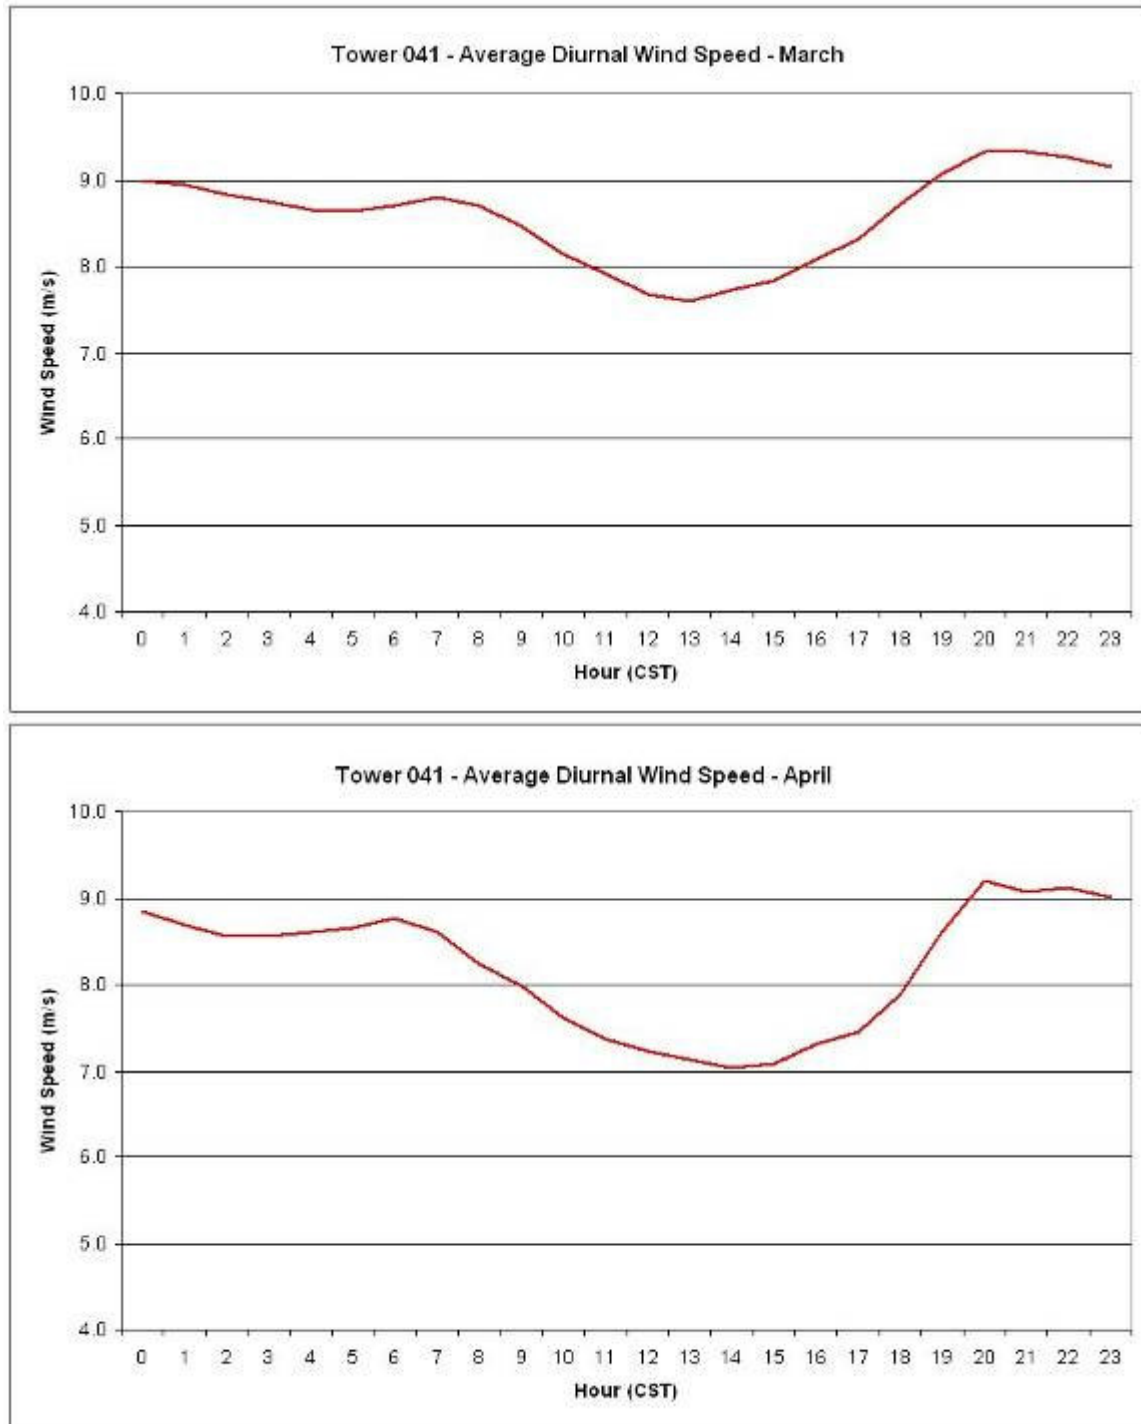 Tower 041 - Average Diurnal Wind Speed - March
10.0
9.0
8.0
7.0
6.0
5.0
4.0
Wind Speed (m/s)
0 1 2 3 4 5 6 7 8 9 10 11 12 13 14 15 16 17 18 19 20 21 22 23
Hour (CST)
Tower 041 - Average Diurnal Wind Speed - April
10.0
9.0
8.0
7.0
6.0
5.0
4.0
Wind Speed (m/s)
0 1 2 3 4 5 6 7 8 9 10 11 12 13 14 15 16 17 18 19 20 21 22 23
Hour (CST)